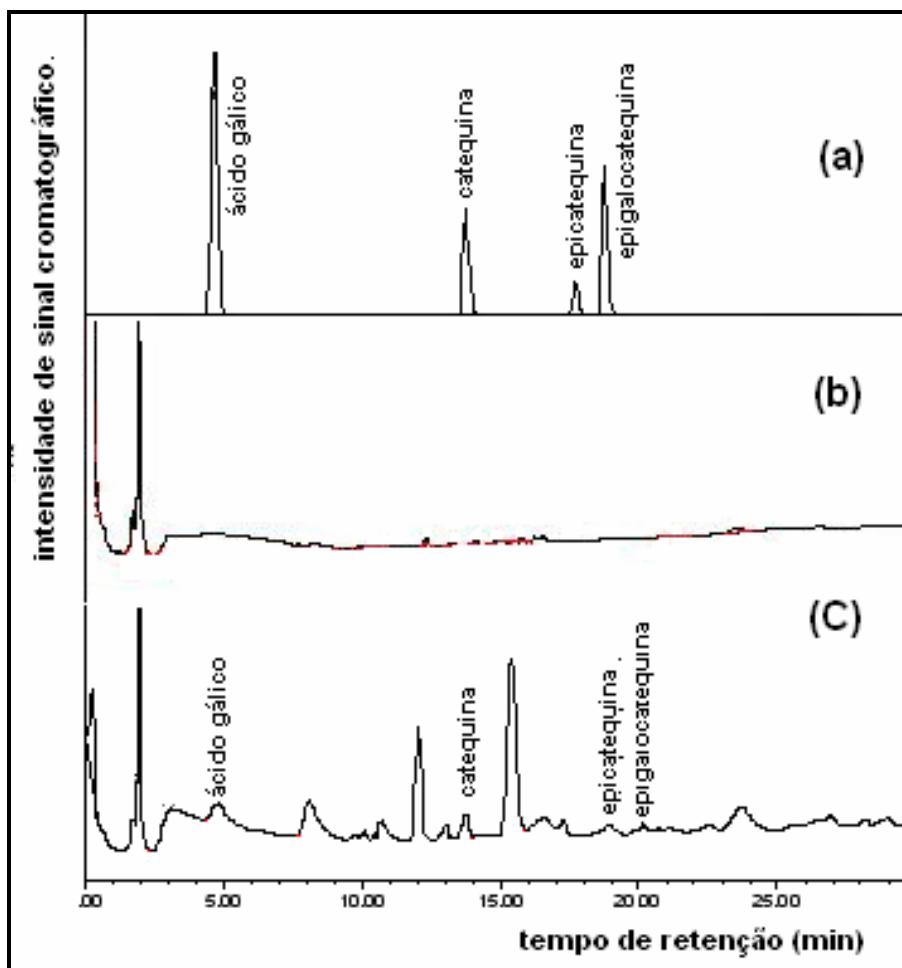 intensidade de sinal cromatográfico.
ácido gálico
catequina
epicatequina
epigalocatequina
(a)
(b)
(C)
ácido gálico
catequina
epicatequina.
epigalocatequina
.00 5.00 10.00 15.00 20.00 25.00
tempo de retenção (min)